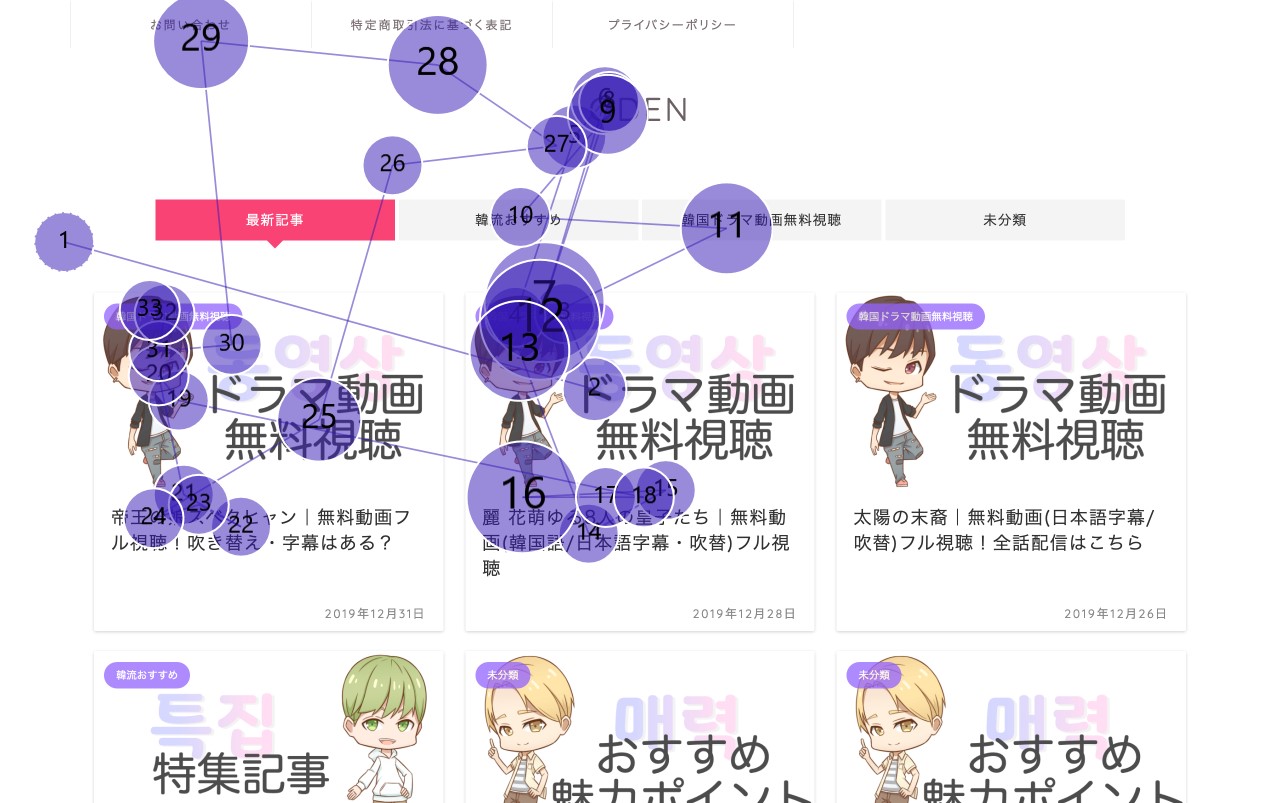 お問い合わせ
特定商取引法に基づく表記
プライバシーポリシー
DEN
最新記事
韓流おすすめ
韓国ドラマ動画無料視聴
未分類
韓国ドラマ動画無料視聴
동영상
ドラマ動画
無料視聴
무료 동영상
ドラマ動画
無料視聴
韓国ドラマ動画無料視聴
동영상
ドラマ動画
無料視聴
無料動画フ
ル視聴！吹き替え・字幕はある？
2019年12月31日
麗 花萌ゆる8人の皇子たち｜無料動
画(韓国語/日本語字幕・吹替)フル視
聴
2019年12月28日
太陽の末裔｜無料動画(日本語字幕/
吹替)フル視聴！全話配信はこちら
2019年12月26日
韓流おすすめ
특집
特集記事
未分類
매력
おすすめ
魅力ポイント
未分類
매력
おすすめ
魅力ポイント
1
2
7
9
10
11
12
13
14
15
16
17
18
19
20
22
23
24
25
26
27
28
29
30
31
32
33